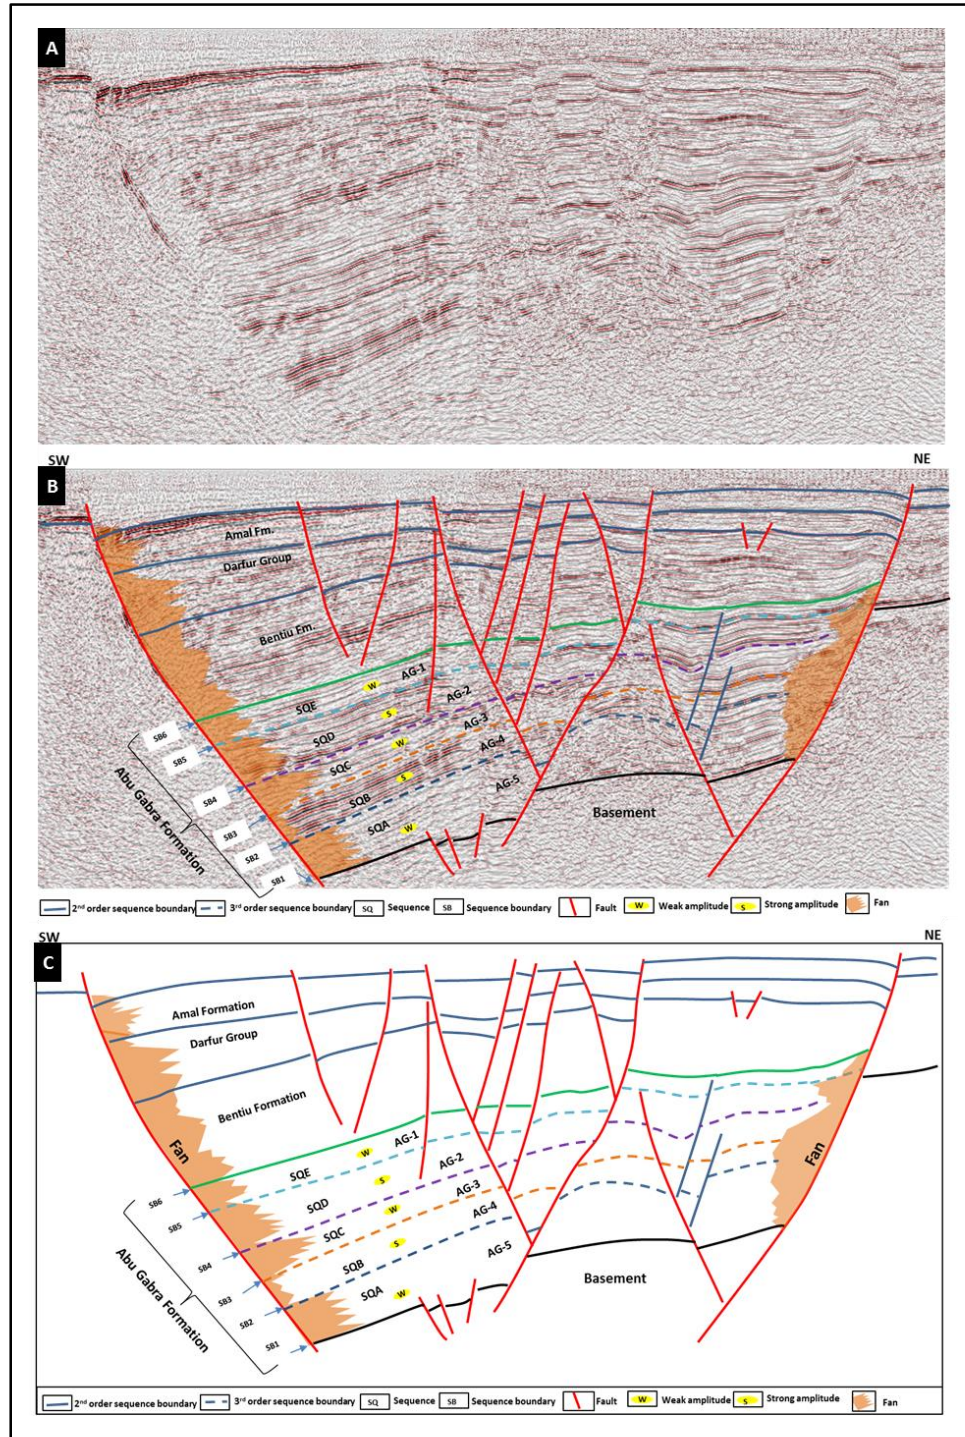 A
SW
NE
B
Amal Fm.
Darfur Group
Bentiu Fm.
AG-1
W
SQE
AG-2
S
SQD
AG-3
W
SQC
AG-4
S
SQB
AG-5
SQA
W
Basement
SB6
SB5
SB4
SB3
SB2
SB1
Abu Gabra Formation
2nd order sequence boundary 3rd order sequence boundary SQ Sequence SB Sequence boundary Fault W Weak amplitude S Strong amplitude Fan
SW
NE
C
Amal Formation
Darfur Group
Bentiu Formation
Fan
Fan
AG-1
W
SQE
AG-2
S
SQD
AG-3
W
SQC
AG-4
S
SQB
AG-5
SQA
W
Basement
SB6
SB5
SB4
SB3
SB2
SB1
Abu Gabra Formation
2nd order sequence boundary 3rd order sequence boundary SQ Sequence SB Sequence boundary Fault W Weak amplitude S Strong amplitude Fan